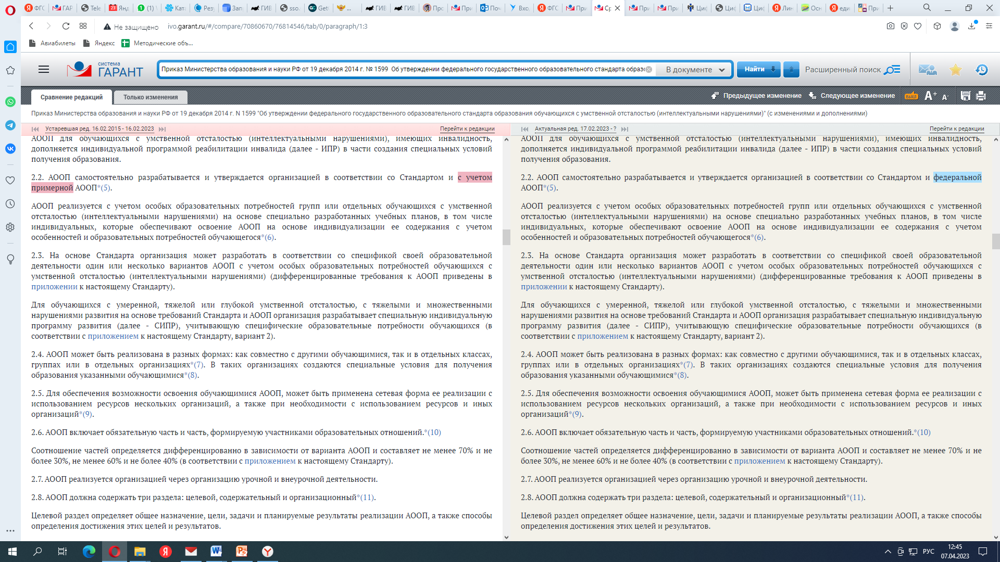 ФГС
ГАР
Tele
Янд
(1) \
Ката
Рез
Зап
ГИВ
sso.
Get
...
ГИВ
ГИВ
Про
При
Поч
Вхо
ФГС
При
Ср
При
При
Циф
Циф
Циф
Лин
Осн
еди
При
Не защищено
ivo.garant.ru/#/compare/70860670/76814546/tab/0/paragraph/1:3
Авиабилеты
Яндекс
Методические объ...
система
ГАРАНТ
Приказ Министерства образования и науки РФ от 19 декабря 2014 г. № 1599 Об утверждении федерального государственного образовательного стандарта образо
В документе
Найти
Расширенный поиск
Сравнение редакций
Только изменения
Предыдущее изменение
Следующее изменение
ВЫКЛ
A+
A-
Приказ Министерства образования и науки РФ от 19 декабря 2014 г. N 1599 "Об утверждении федерального государственного образовательного стандарта образования обучающихся с умственной отсталостью (интеллектуальными нарушениями)" (с изменениями и дополнениями)
Устаревшая ред. 16.02.2015 - 16.02.2023
Перейти к редакции
АООП для обучающихся с умственной отсталостью (интеллектуальными нарушениями), имеющих инвалидность,
дополняется индивидуальной программой реабилитации инвалида (далее - ИПР) в части создания специальных условий
получения образования.
2.2. АООП самостоятельно разрабатывается и утверждается организацией в соответствии со Стандартом и с учетом
примерной АООП*(5).
АООП реализуется с учетом особых образовательных потребностей групп или отдельных обучающихся с умственной
отсталостью (интеллектуальными нарушениями) на основе специально разработанных учебных планов, в том числе
индивидуальных, которые обеспечивают освоение АООП на основе индивидуализации ее содержания с учетом
особенностей и образовательных потребностей обучающегося*(6).
2.3. На основе Стандарта организация может разработать в соответствии со спецификой своей образовательной
деятельности один или несколько вариантов АООП с учетом особых образовательных потребностей обучающихся с
умственной отсталостью (интеллектуальными нарушениями) (дифференцированные требования к АООП приведены в
приложении к настоящему Стандарту).
Для обучающихся с умеренной, тяжелой или глубокой умственной отсталостью, с тяжелыми и множественными
нарушениями развития на основе требований Стандарта и АООП организация разрабатывает специальную индивидуальную
программу развития (далее - СИПР), учитывающую специфические образовательные потребности обучающихся (в
соответствии с приложением к настоящему Стандарту, вариант 2).
2.4. АООП может быть реализована в разных формах: как совместно с другими обучающимися, так и в отдельных классах,
группах или в отдельных организациях*(7). В таких организациях создаются специальные условия для получения
образования указанными обучающимися*(8).
2.5. Для обеспечения возможности освоения обучающимися АООП, может быть применена сетевая форма ее реализации с
использованием ресурсов нескольких организаций, а также при необходимости с использованием ресурсов и иных
организаций*(9).
2.6. АООП включает обязательную часть и часть, формируемую участниками образовательных отношений.*(10)
Соотношение частей определяется дифференцированно в зависимости от варианта АООП и составляет не менее 70% и не
более 30%, не менее 60% и не более 40% (в соответствии с приложением к настоящему Стандарту).
2.7. АООП реализуется организацией через организацию урочной и внеурочной деятельности.
2.8. АООП должна содержать три раздела: целевой, содержательный и организационный*(11).
Целевой раздел определяет общее назначение, цели, задачи и планируемые результаты реализации АООП, а также способы
определения достижения этих целей и результатов.
Актуальная ред. 17.02.2023 - ?
Перейти к редакции
АООП для обучающихся с умственной отсталостью (интеллектуальными нарушениями), имеющих инвалидность,
дополняется индивидуальной программой реабилитации инвалида (далее - ИПР) в части создания специальных условий
получения образования.
2.2. АООП самостоятельно разрабатывается и утверждается организацией в соответствии со Стандартом и федеральной
АООП*(5).
АООП реализуется с учетом особых образовательных потребностей групп или отдельных обучающихся с умственной
отсталостью (интеллектуальными нарушениями) на основе специально разработанных учебных планов, в том числе
индивидуальных, которые обеспечивают освоение АООП на основе индивидуализации ее содержания с учетом
особенностей и образовательных потребностей обучающегося*(6).
2.3. На основе Стандарта организация может разработать в соответствии со спецификой своей образовательной
деятельности один или несколько вариантов АООП с учетом особых образовательных потребностей обучающихся с
умственной отсталостью (интеллектуальными нарушениями) (дифференцированные требования к АООП приведены в
приложении к настоящему Стандарту).
Для обучающихся с умеренной, тяжелой или глубокой умственной отсталостью, с тяжелыми и множественными
нарушениями развития на основе требований Стандарта и АООП организация разрабатывает специальную индивидуальную
программу развития (далее - СИПР), учитывающую специфические образовательные потребности обучающихся (в
соответствии с приложением к настоящему Стандарту, вариант 2).
2.4. АООП может быть реализована в разных формах: как совместно с другими обучающимися, так и в отдельных классах,
группах или в отдельных организациях*(7). В таких организациях создаются специальные условия для получения
образования указанными обучающимися*(8).
2.5. Для обеспечения возможности освоения обучающимися АООП, может быть применена сетевая форма ее реализации с
использованием ресурсов нескольких организаций, а также при необходимости с использованием ресурсов и иных
организаций*(9).
2.6. АООП включает обязательную часть и часть, формируемую участниками образовательных отношений.*(10)
Соотношение частей определяется дифференцированно в зависимости от варианта АООП и составляет не менее 70% и не
более 30%, не менее 60% и не более 40% (в соответствии с приложением к настоящему Стандарту).
2.7. АООП реализуется организацией через организацию урочной и внеурочной деятельности.
2.8. АООП должна содержать три раздела: целевой, содержательный и организационный*(11).
Целевой раздел определяет общее назначение, цели, задачи и планируемые результаты реализации АООП, а также способы
определения достижения этих целей и результатов.
РУС
12:45
07.04.2023